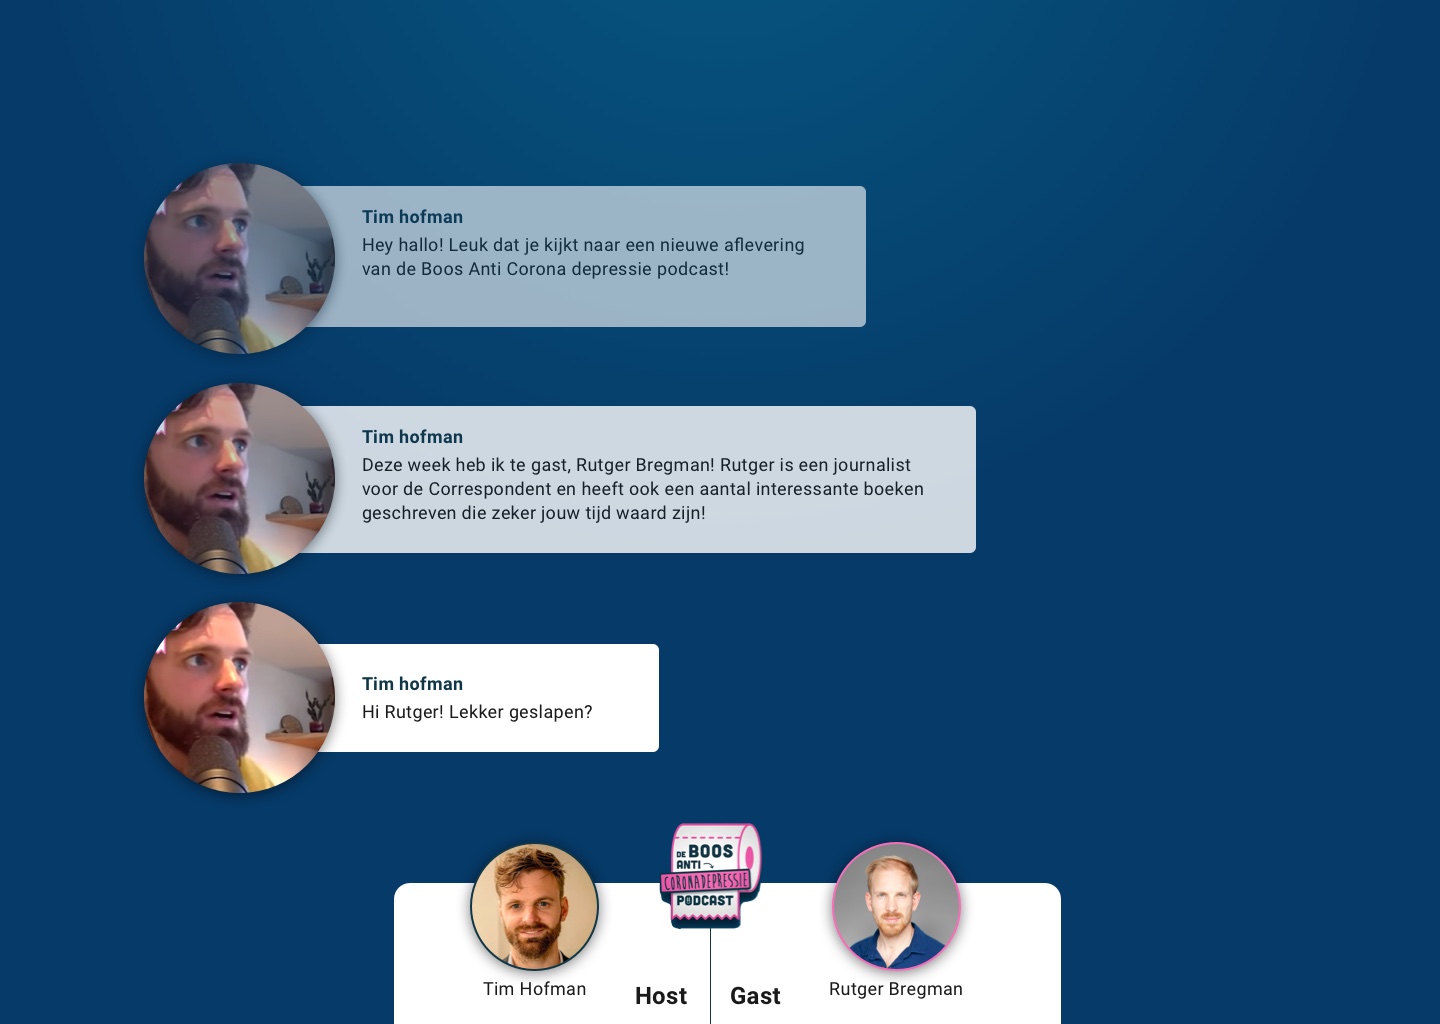 Tim hofman
Hey hallo! Leuk dat je kijkt naar een nieuwe aflevering
van de Boos Anti Corona depressie podcast!
Tim hofman
Deze week heb ik te gast, Rutger Bregman! Rutger is een journalist
voor de Correspondent en heeft ook een aantal interessante boeken
geschreven die zeker jouw tijd waard zijn!
Tim hofman
Hi Rutger! Lekker geslapen?
DE BOOS
ANTI
CORONADEPRESSIE
PODCAST
Tim Hofman
Host
Gast
Rutger Bregman